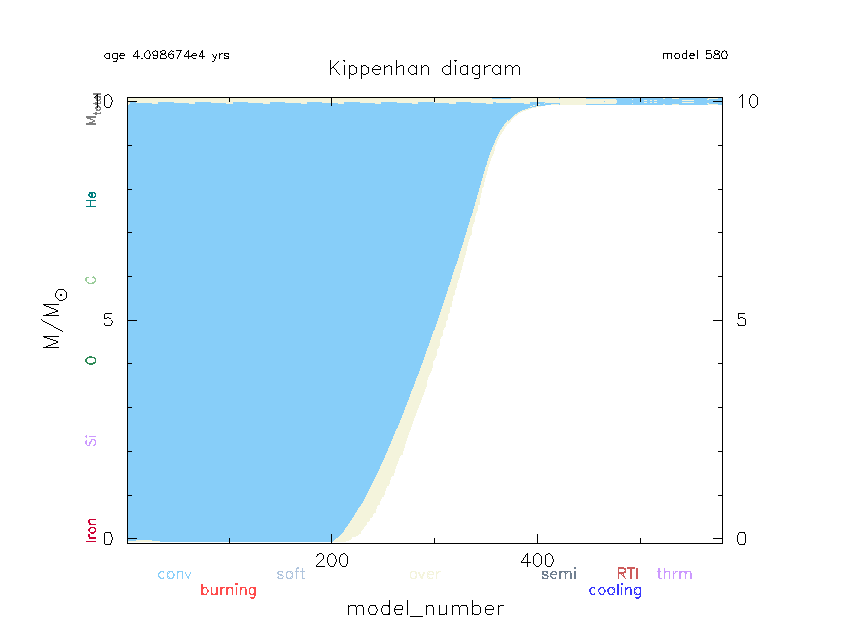 age 4.098674e4 yrs
model 580
Kippenhan diagram
10
10
M_total
He
C
M/M☉
5
5
O
Si
Iron
0
0
200
400
conv
soft
over
semi
RTI
thrm
burning
cooling
model_number